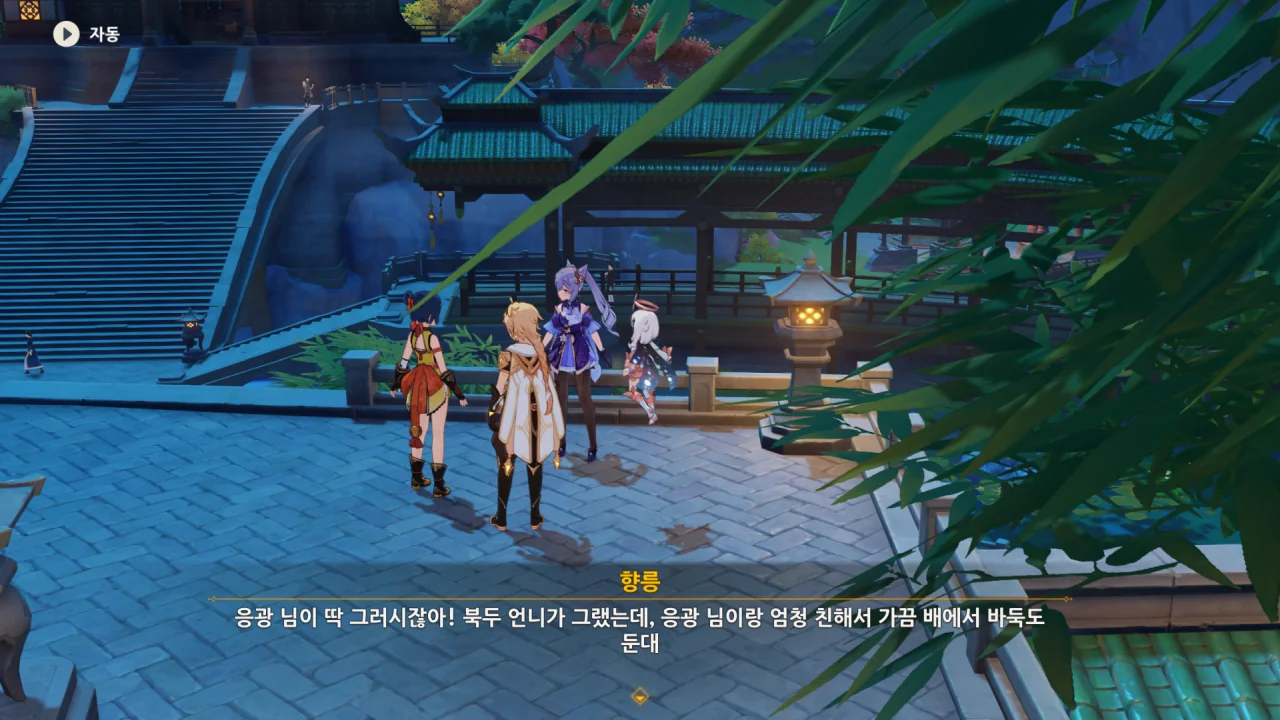 자동
향릉
응광 님이 딱 그러시잖아! 북두 언니가 그랬는데, 응광 님이랑 엄청 친해서 가끔 배에서 바둑도
둔대